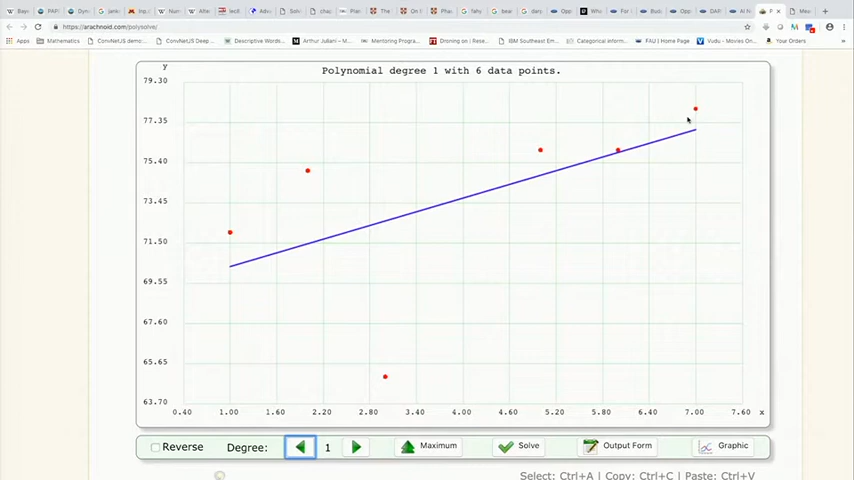 https://arachnoid.com/polysolve/
Mathematics ConvNetJS demo: ConvNetJS Deep ... Descriptive Words... Arthur Juliani – M... Mentoring Progra... Droning on | Rese... IBM Southeast Em... Categorical inform... FAU | Home Page Vudu - Movies On... Your Orders
y
Polynomial degree 1 with 6 data points.
79.30
77.35
75.40
73.45
71.50
69.55
67.60
65.65
63.70
0.40 1.00 1.60 2.20 2.80 3.40 4.00 4.60 5.20 5.80 6.40 7.00 7.60 x
Reverse Degree: 1 Maximum Solve Output Form Graphic
Select: Ctrl+A | Copy: Ctrl+C | Paste: Ctrl+V